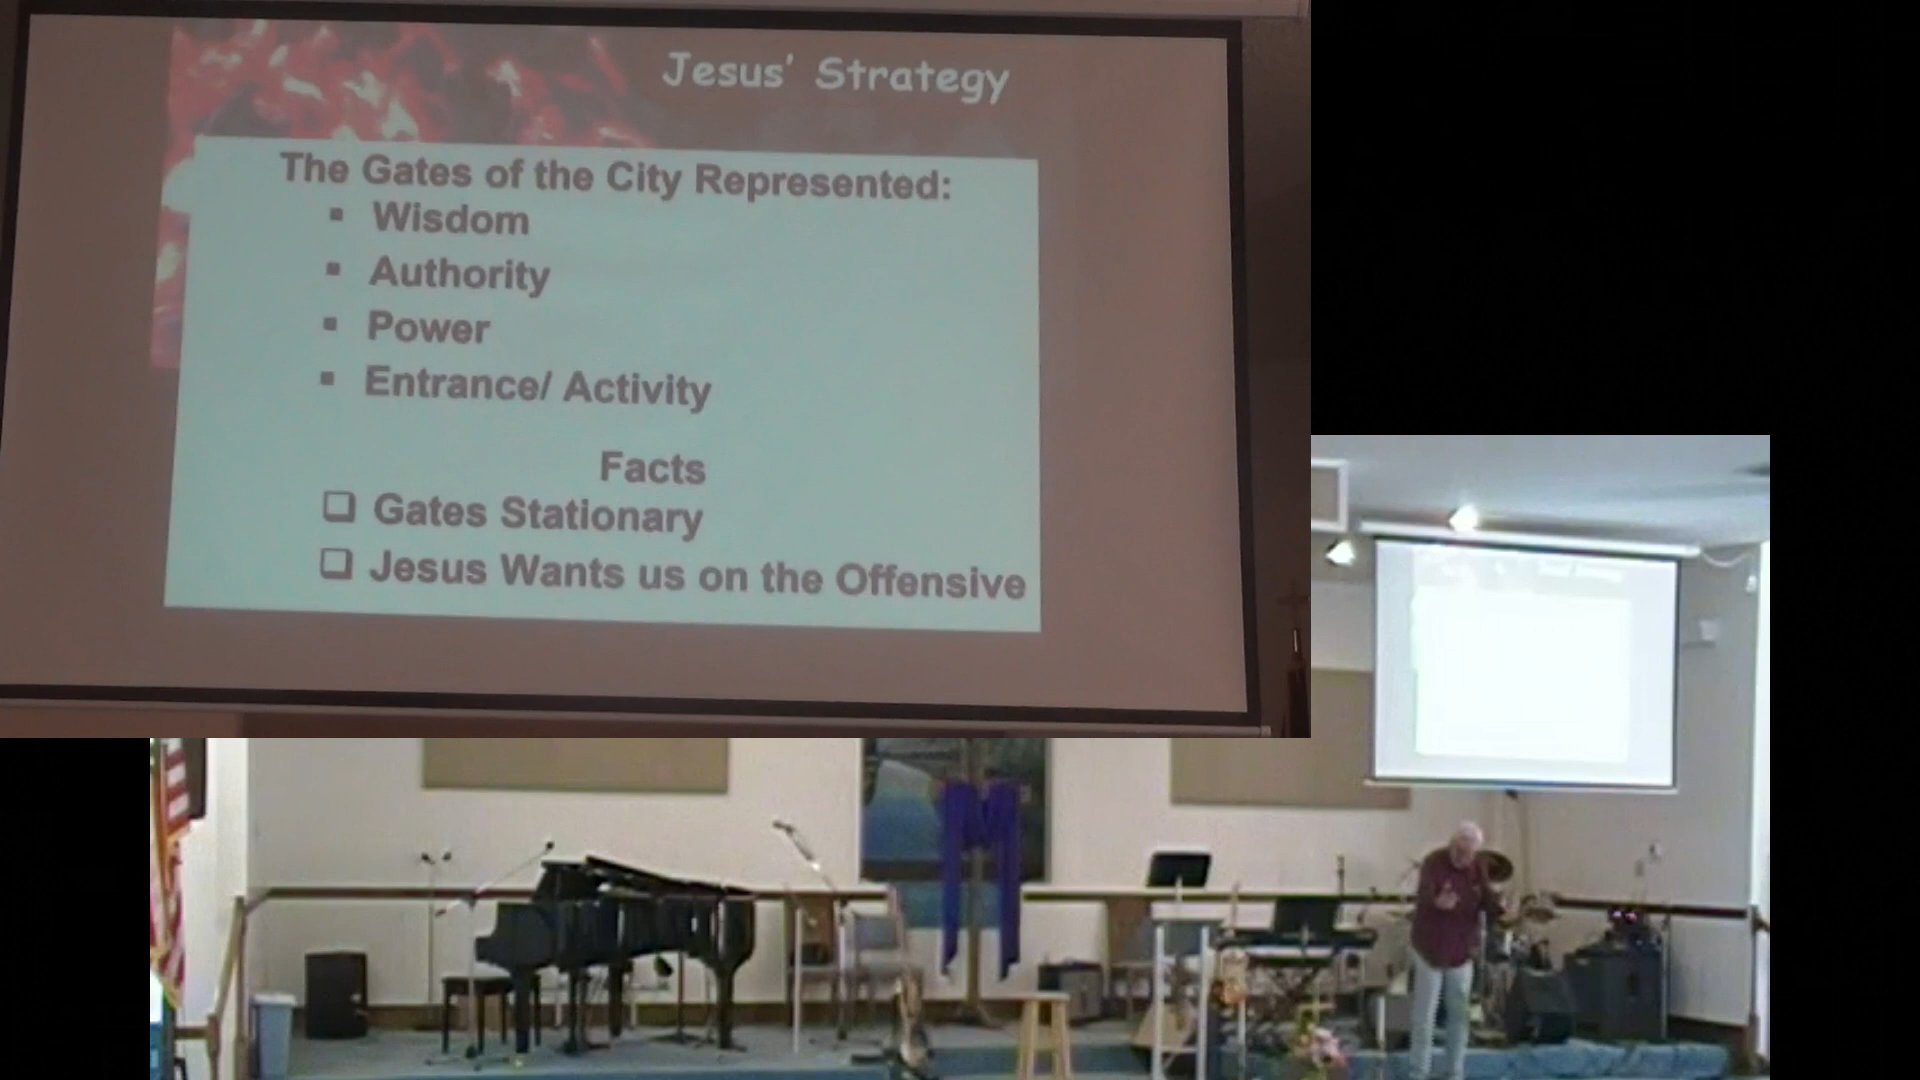 Jesus' Strategy
The Gates of the City Represented:
▪ Wisdom
▪ Authority
▪ Power
▪ Entrance/ Activity
Facts
❑ Gates Stationary
❑ Jesus Wants us on the Offensive